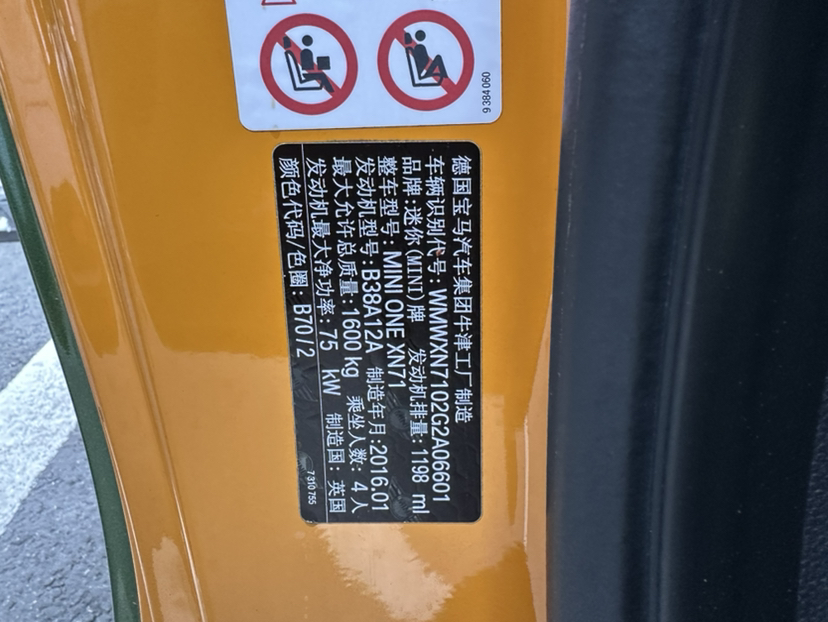 9 384 060
德国宝马汽车集团牛津工厂制造
车辆识别代号: WMWXN7102G2A06601
品牌:迷你(MINI)牌 发动机排量:1198 ml
整车型号: MINI ONE XN71
发动机型号: B38A12A 制造年月:2016.01
最大允许总质量:1600 kg 乘坐人数: 4人
发动机最大净功率: 75 kW 制造国: 英国
颜色代码/色圈: B70/2
7 310 755